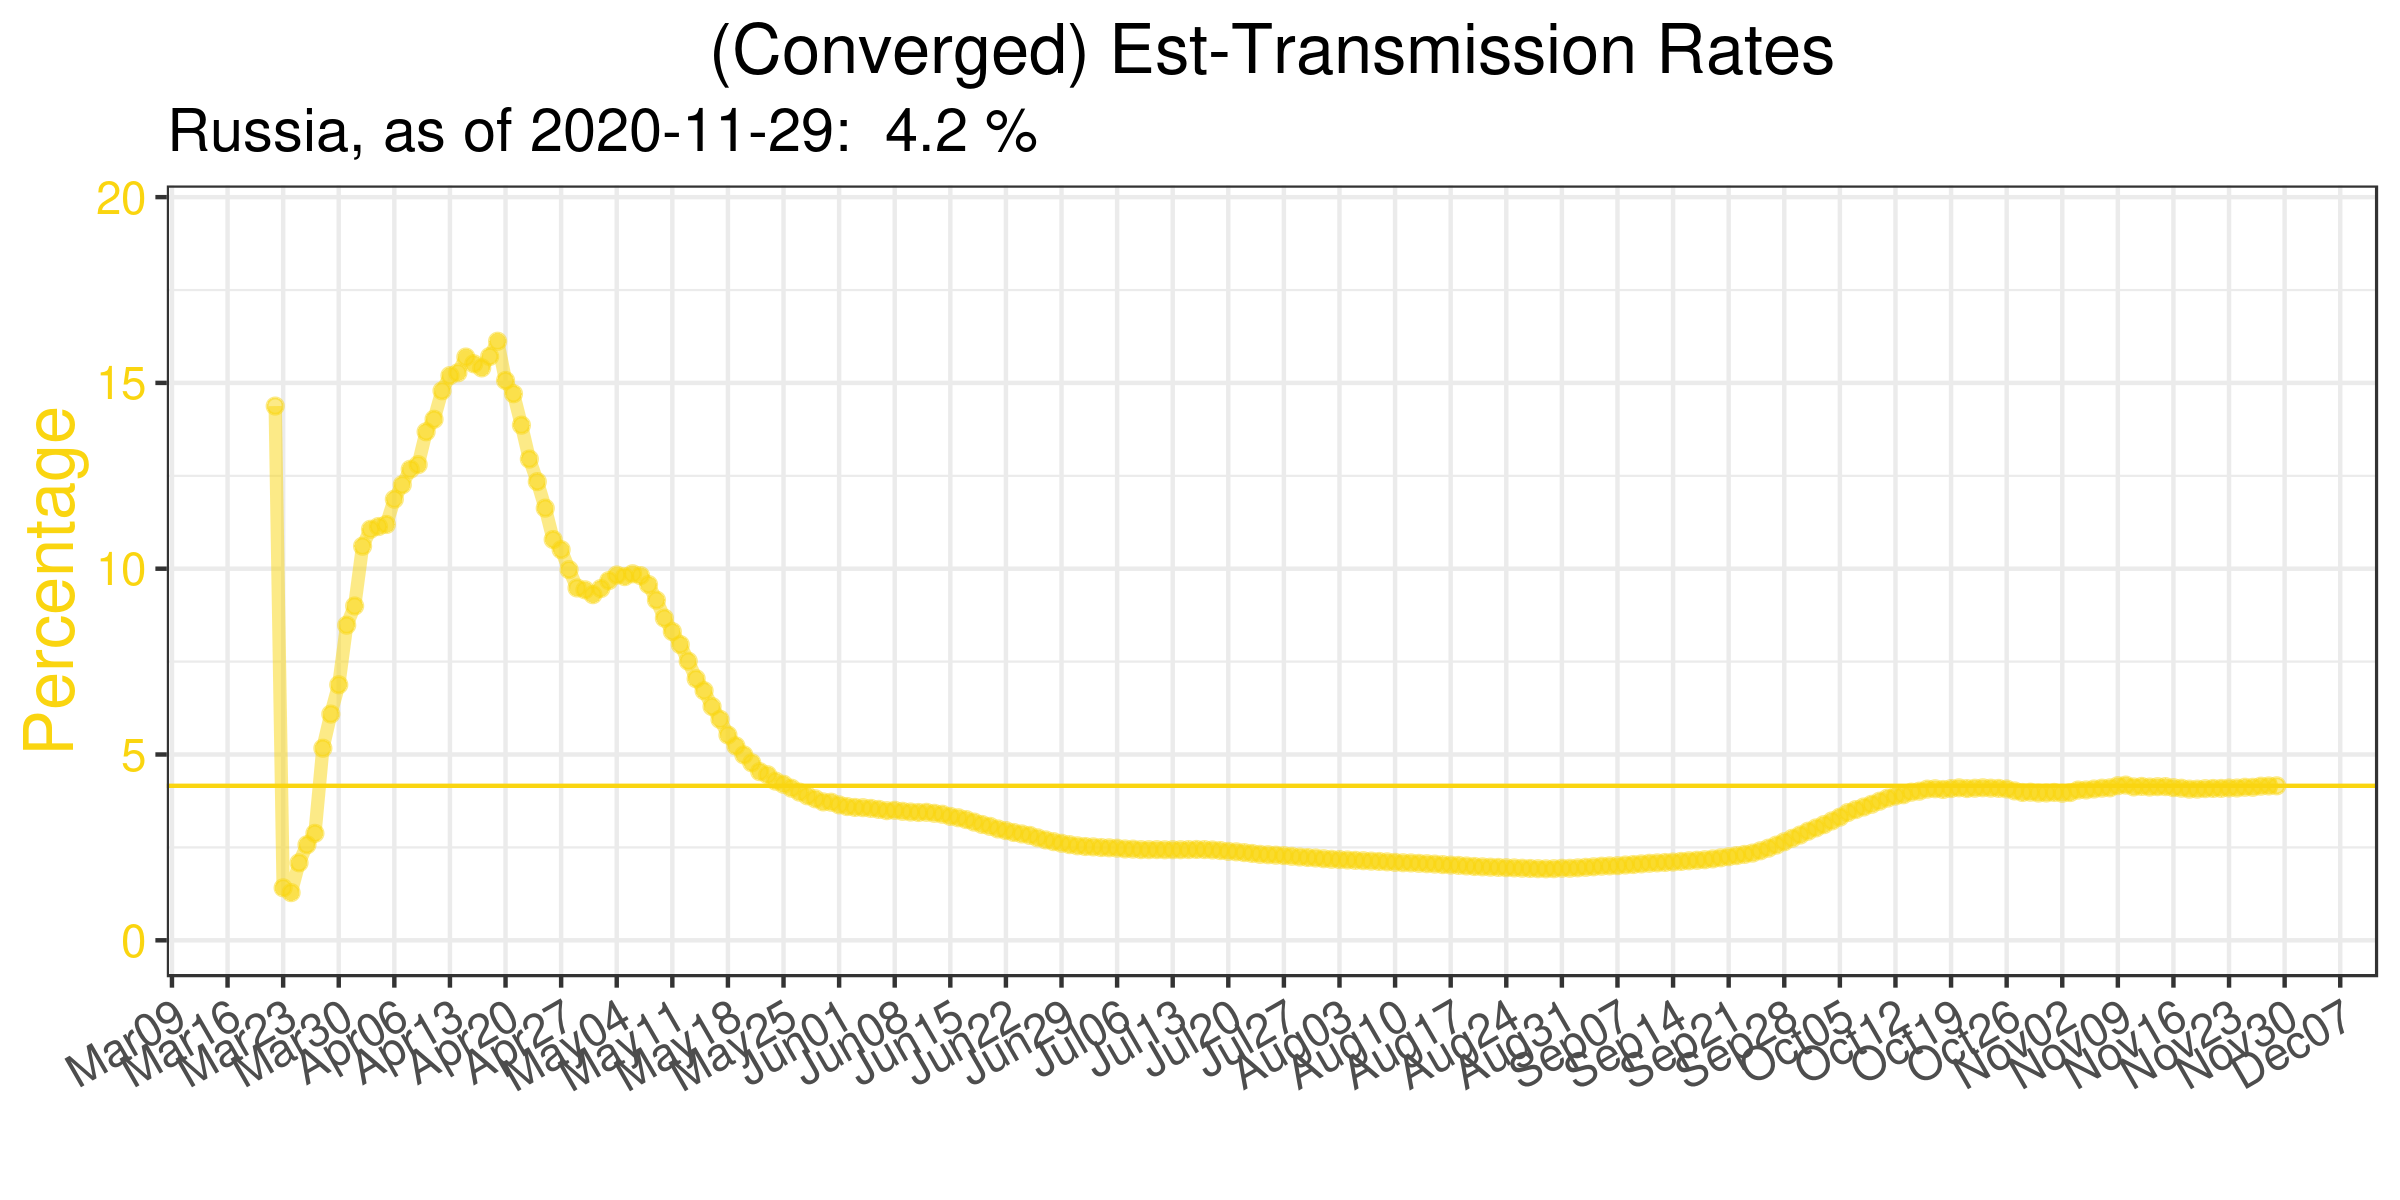 (Converged) Est-Transmission Rates
Russia, as of 2020-11-29:  4.2 %
Percentage
20
15
10
5
0
Mar09
Mar16
Mar23
Mar30
Apr06
Apr13
Apr20
Apr27
May04
May11
May18
May25
Jun01
Jun08
Jun15
Jun22
Jun29
Jul06
Jul13
Jul20
Jul27
Aug03
Aug10
Aug17
Aug24
Aug31
Sep07
Sep14
Sep21
Sep28
Oct05
Oct12
Oct19
Oct26
Nov02
Nov09
Nov16
Nov23
Nov30
Dec07